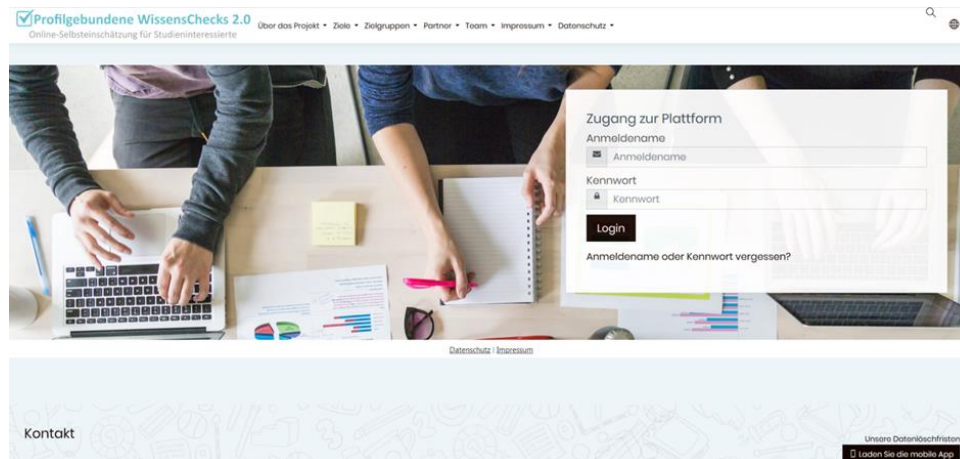 Profilgebundene WissensChecks 2.0
Online-Selbsteinschätzung für Studieninteressierte
Über das Projekt Ziele Zielgruppen Partner Team Impressum Datenschutz
Zugang zur Plattform
Anmeldename
Anmeldename
Kennwort
Kennwort
Login
Anmeldename oder Kennwort vergessen?
Datenschutz | Impressum
Kontakt
Unsere Datenlöschfristen
Laden Sie die mobile App